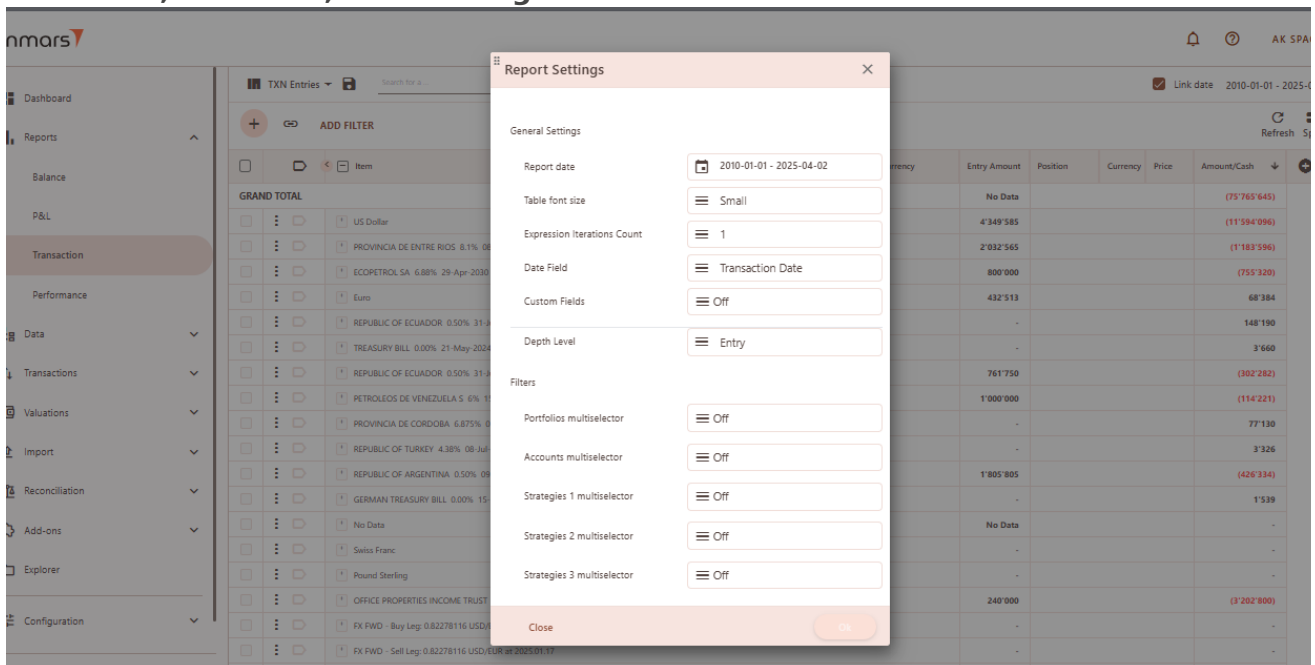 nmars
AK SPA
TXN Entries
Search for a ...
Link date 2010-01-01 - 2025-0
ADD FILTER
Refresh Sp
Dashboard
Reports
Balance
P&L
Transaction
Performance
Data
Transactions
Valuations
Import
Reconciliation
Add-ons
Explorer
Configuration
Item
rrency Entry Amount Position Currency Price Amount/Cash
GRAND TOTAL No Data (75'765'645)
US Dollar 4'349'585 (11'594'096)
PROVINCIA DE ENTRE RIOS 8.1% 08 2'032'565 (1'183'596)
ECOPETROL SA 6.88% 29-Apr-2030 800'000 (755'320)
Euro 432'513 68'384
REPUBLIC OF ECUADOR 0.50% 31-J - 148'190
TREASURY BILL 0.00% 21-May-2024 - 3'660
REPUBLIC OF ECUADOR 0.50% 31-J 761'750 (302'282)
PETROLEOS DE VENEZUELA S 6% 15 1'000'000 (114'221)
PROVINCIA DE CORDOBA 6.875% 0 - 77'130
REPUBLIC OF TURKEY 4.38% 08-Jul- - 3'326
REPUBLIC OF ARGENTINA 0.50% 09 1'805'805 (426'334)
GERMAN TREASURY BILL 0.00% 15- - 1'539
No Data No Data -
Swiss Franc - -
Pound Sterling - -
OFFICE PROPERTIES INCOME TRUST 240'000 (3'202'800)
FX FWD - Buy Leg: 0.82278116 USD/ - -
FX FWD - Sell Leg: 0.82278116 USD/EUR at 2025.01.17 - -
Report Settings
General Settings
Report date 2010-01-01 - 2025-04-02
Table font size Small
Expression Iterations Count 1
Date Field Transaction Date
Custom Fields Off
Depth Level Entry
Filters
Portfolios multiselector Off
Accounts multiselector Off
Strategies 1 multiselector Off
Strategies 2 multiselector Off
Strategies 3 multiselector Off
Close Ok